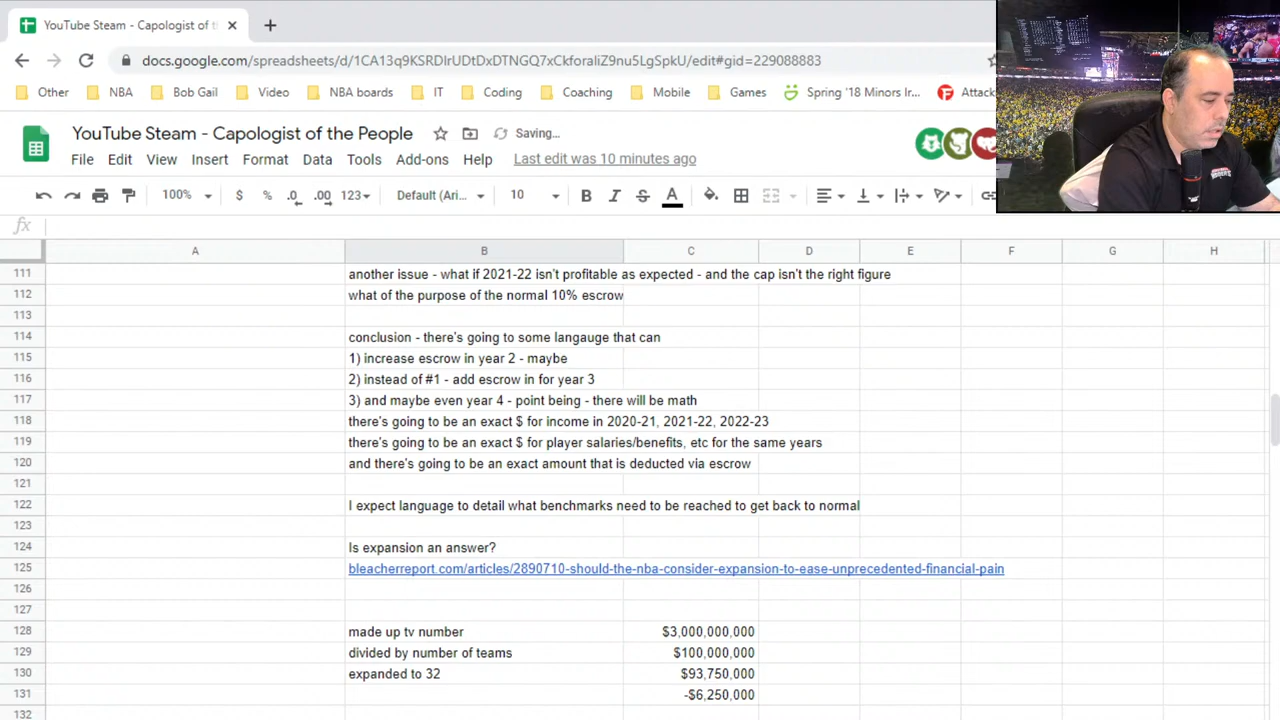 YouTube Steam - Capologist of t
docs.google.com/spreadsheets/d/1CA13q9KSRDIrUDtDxDTNGQ7xCkforaliZ9nu5LgSpkU/edit#gid=229088883
Other NBA Bob Gail Video NBA boards IT Coding Coaching Mobile Games Spring '18 Minors Ir... Attack
YouTube Steam - Capologist of the People Saving...
File Edit View Insert Format Data Tools Add-ons Help Last edit was 10 minutes ago
100% $ % .0 .00 123 Default (Ari... 10 B I S A
fx
A B C D E F G H
111 another issue - what if 2021-22 isn't profitable as expected - and the cap isn't the right figure
112 what of the purpose of the normal 10% escrow
113
114 conclusion - there's going to some langauge that can
115 1) increase escrow in year 2 - maybe
116 2) instead of #1 - add escrow in for year 3
117 3) and maybe even year 4 - point being - there will be math
118 there's going to be an exact $ for income in 2020-21, 2021-22, 2022-23
119 there's going to be an exact $ for player salaries/benefits, etc for the same years
120 and there's going to be an exact amount that is deducted via escrow
121
122 I expect language to detail what benchmarks need to be reached to get back to normal
123
124 Is expansion an answer?
125 bleacherreport.com/articles/2890710-should-the-nba-consider-expansion-to-ease-unprecedented-financial-pain
126
127
128 made up tv number $3,000,000,000
129 divided by number of teams $100,000,000
130 expanded to 32 $93,750,000
131 -$6,250,000
132